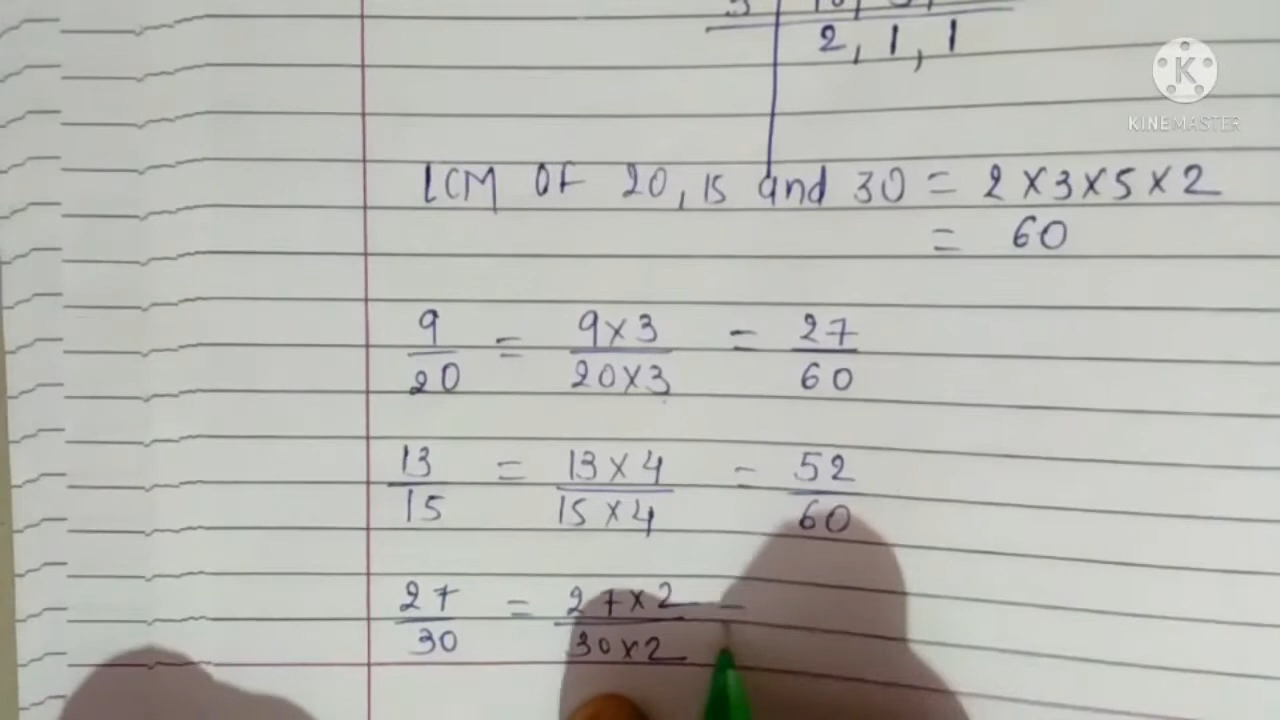 2, 1, 1
K
KINEMASTER
LCM OF 20, 15 and 30 = 2 × 3 × 5 × 2
= 60
9/20 = 9×3/20×3 = 27/60
13/15 = 13×4/15×4 = 52/60
27/30 = 27×2/30×2 =